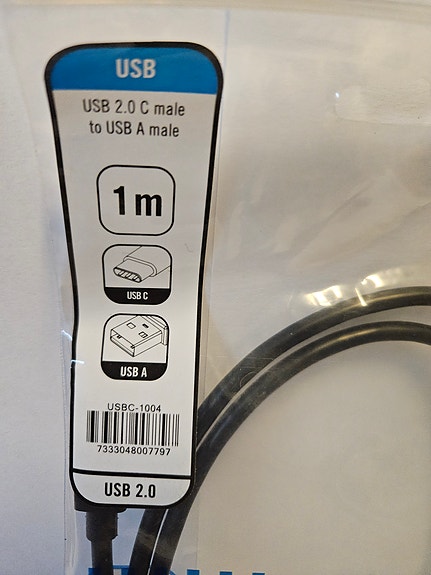 USB
USB 2.0 C male
to USB A male
1m
USB C
USB A
USBC-1004
7333048007797
USB 2.0